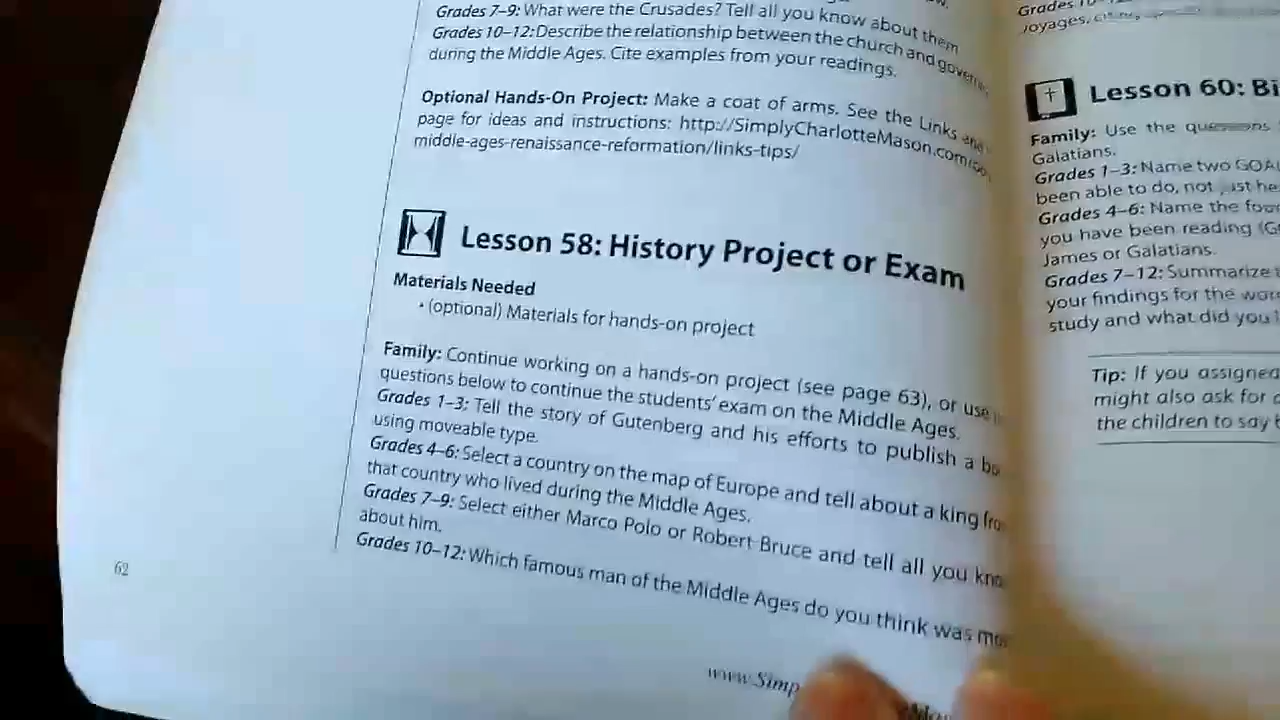 Grades 7–9: What were the Crusades? Tell all you know about them
Grades 10–12: Describe the relationship between the church and
during the Middle Ages. Cite examples from your readings.
Optional Hands-On Project: Make a coat of arms. See the Links and
page for ideas and instructions: http://SimplyCharlotteMason.com/
middle-ages-renaissance-reformation/links-tips/
Lesson 58: History Project or Exam
Materials Needed
• (optional) Materials for hands-on project
Family: Continue working on a hands-on project (see page 63), or use
questions below to continue the students' exam on the Middle Ages.
Grades 1–3: Tell the story of Gutenberg and his efforts to publish a
using moveable type.
Grades 4–6: Select a country on the map of Europe and tell about a king
that country who lived during the Middle Ages.
Grades 7–9: Select either Marco Polo or Robert Bruce and tell all you
about him.
Grades 10–12: Which famous man of the Middle Ages do you think was
62
www.Simp
Grades
Lesson 60:
Family: Use the questions
Galatians.
Grades 1–3: Name two
been able to do, not just
Grades 4–6: Name the
you have been reading
James or Galatians.
Grades 7–12: Summarize
your findings for the
study and what did you
Tip: If you assigned
might also ask for
the children to say